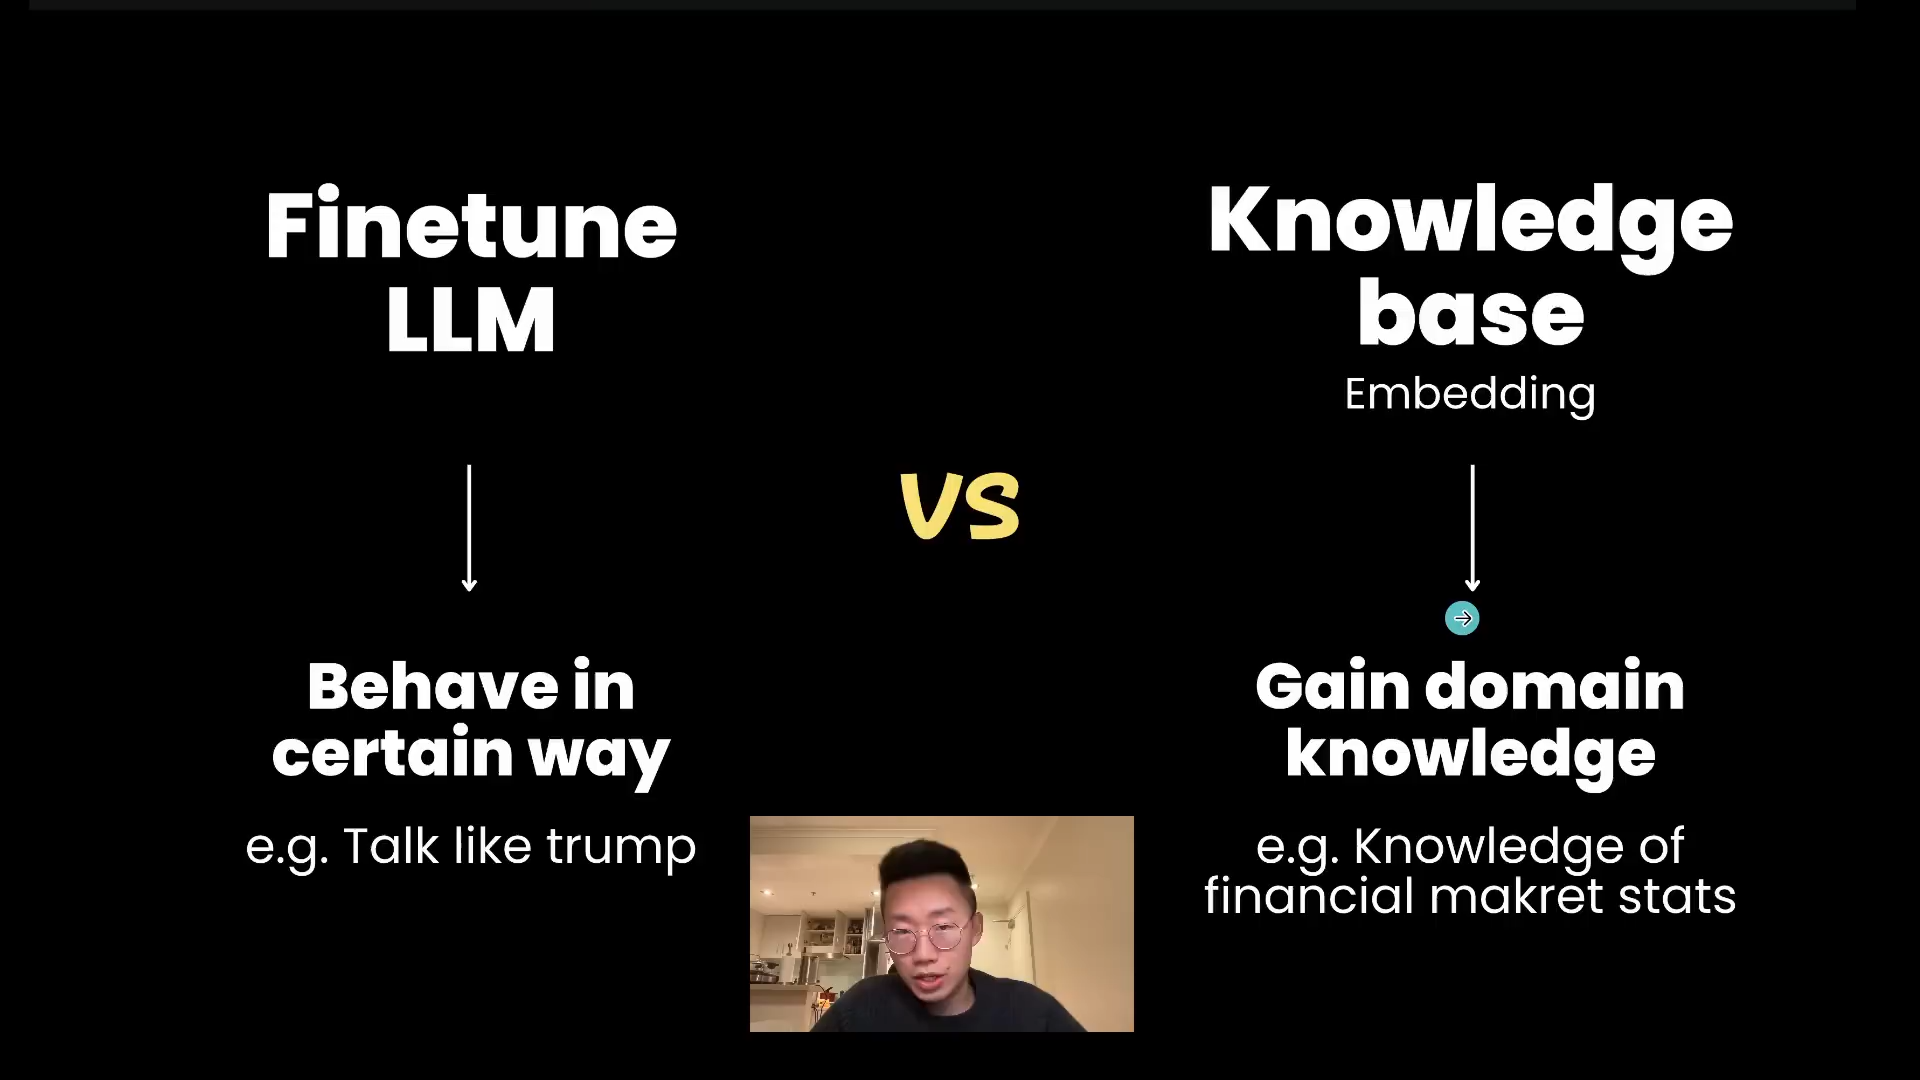 Finetune
LLM
Behave in
certain way
e.g. Talk like trump
vs
Knowledge
base
Embedding
Gain domain
knowledge
e.g. Knowledge of
financial makret stats